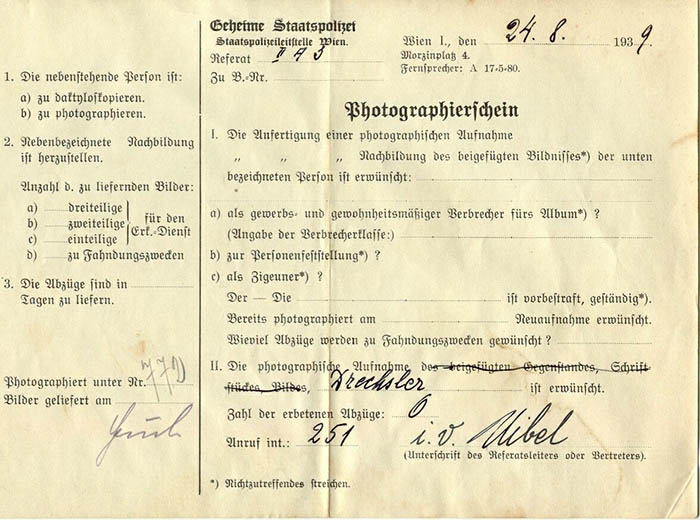 1. Die nebenstehende Person ist:
a) zu daktyloskopieren.
b) zu photographieren.
2. Nebenbezeichnete Nachbildung
ist herzustellen.
Anzahl d. zu liefernden Bilder:
a) dreiteilige
b) zweiteilige
c) einteilige
für den
Erk.-Dienst
d) zu Fahndungszwecken
3. Die Abzüge sind in
Tagen zu liefern.
Photographiert unter Nr.
Bilder geliefert am
Geheime Staatspolizei
Staatspolizeileitstelle Wien.
Referat II
Zu B.-Nr.
Wien I., den 24. 8. 1939.
Morzinplatz 4.
Fernsprecher: A 17-5-80.
Photographierschein
I. Die Anfertigung einer photographischen Aufnahme
„ „ „ Nachbildung des beigefügten Bildnisses*) der unten
bezeichneten Person ist erwünscht:
a) als gewerbs- und gewohnheitsmäßiger Verbrecher fürs Album*) ?
(Angabe der Verbrecherklasse:)
b) zur Personenfeststellung*) ?
c) als Zigeuner*) ?
Der — Die ist vorbestraft, geständig*).
Bereits photographiert am Neuaufnahme erwünscht.
Wieviel Abzüge werden zu Fahndungszwecken gewünscht ?
II. Die photographische Aufnahme des beigefügten Gegenstandes, Schrift
stückes, Bildes, Drechsler ist erwünscht.
Zahl der erbetenen Abzüge: 6
Anruf int.: 251 i. V. Uibel
(Unterschrift des Referatsleiters oder Vertreters).
*) Nichtzutreffendes streichen.